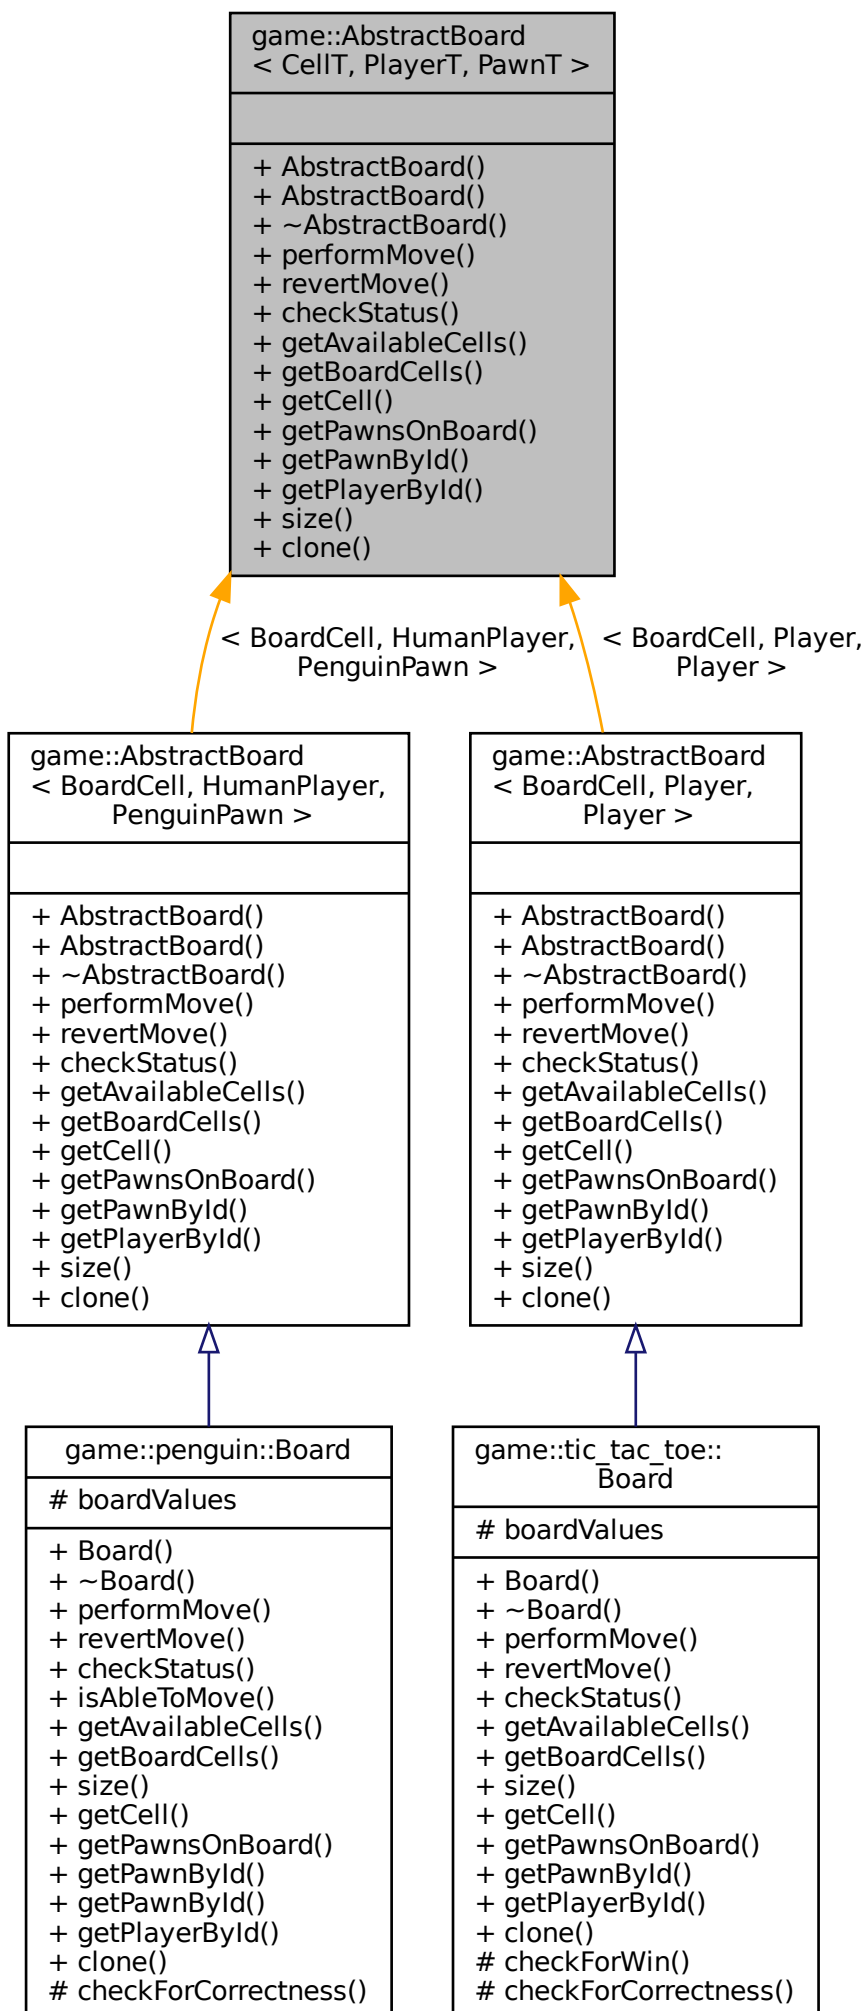 game::AbstractBoard
< CellT, PlayerT, PawnT >
+ AbstractBoard()
+ AbstractBoard()
+ ~AbstractBoard()
+ performMove()
+ revertMove()
+ checkStatus()
+ getAvailableCells()
+ getBoardCells()
+ getCell()
+ getPawnsOnBoard()
+ getPawnById()
+ getPlayerById()
+ size()
+ clone()
< BoardCell, HumanPlayer,
PenguinPawn >
< BoardCell, Player,
Player >
game::AbstractBoard
< BoardCell, HumanPlayer,
PenguinPawn >
+ AbstractBoard()
+ AbstractBoard()
+ ~AbstractBoard()
+ performMove()
+ revertMove()
+ checkStatus()
+ getAvailableCells()
+ getBoardCells()
+ getCell()
+ getPawnsOnBoard()
+ getPawnById()
+ getPlayerById()
+ size()
+ clone()
game::AbstractBoard
< BoardCell, Player,
Player >
+ AbstractBoard()
+ AbstractBoard()
+ ~AbstractBoard()
+ performMove()
+ revertMove()
+ checkStatus()
+ getAvailableCells()
+ getBoardCells()
+ getCell()
+ getPawnsOnBoard()
+ getPawnById()
+ getPlayerById()
+ size()
+ clone()
game::penguin::Board
# boardValues
+ Board()
+ ~Board()
+ performMove()
+ revertMove()
+ checkStatus()
+ isAbleToMove()
+ getAvailableCells()
+ getBoardCells()
+ size()
+ getCell()
+ getPawnsOnBoard()
+ getPawnById()
+ getPawnById()
+ getPlayerById()
+ clone()
# checkForCorrectness()
game::tic_tac_toe::
Board
# boardValues
+ Board()
+ ~Board()
+ performMove()
+ revertMove()
+ checkStatus()
+ getAvailableCells()
+ getBoardCells()
+ size()
+ getCell()
+ getPawnsOnBoard()
+ getPawnById()
+ getPlayerById()
+ clone()
# checkForWin()
# checkForCorrectness()